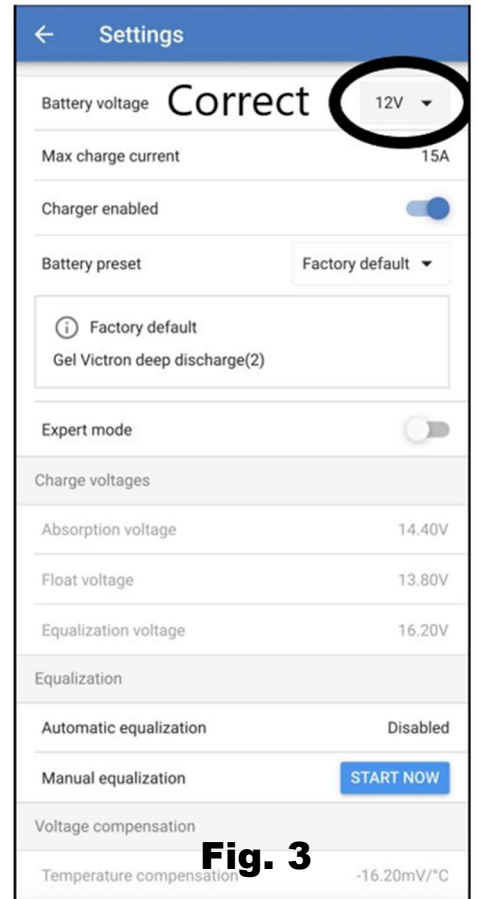 Settings
Battery voltage Correct 12V
Max charge current 15A
Charger enabled
Battery preset Factory default
Factory default
Gel Victron deep discharge(2)
Expert mode
Charge voltages
Absorption voltage 14.40V
Float voltage 13.80V
Equalization voltage 16.20V
Equalization
Automatic equalization Disabled
Manual equalization START NOW
Voltage compensation
Fig. 3
Temperature compensation -16.20mV/°C